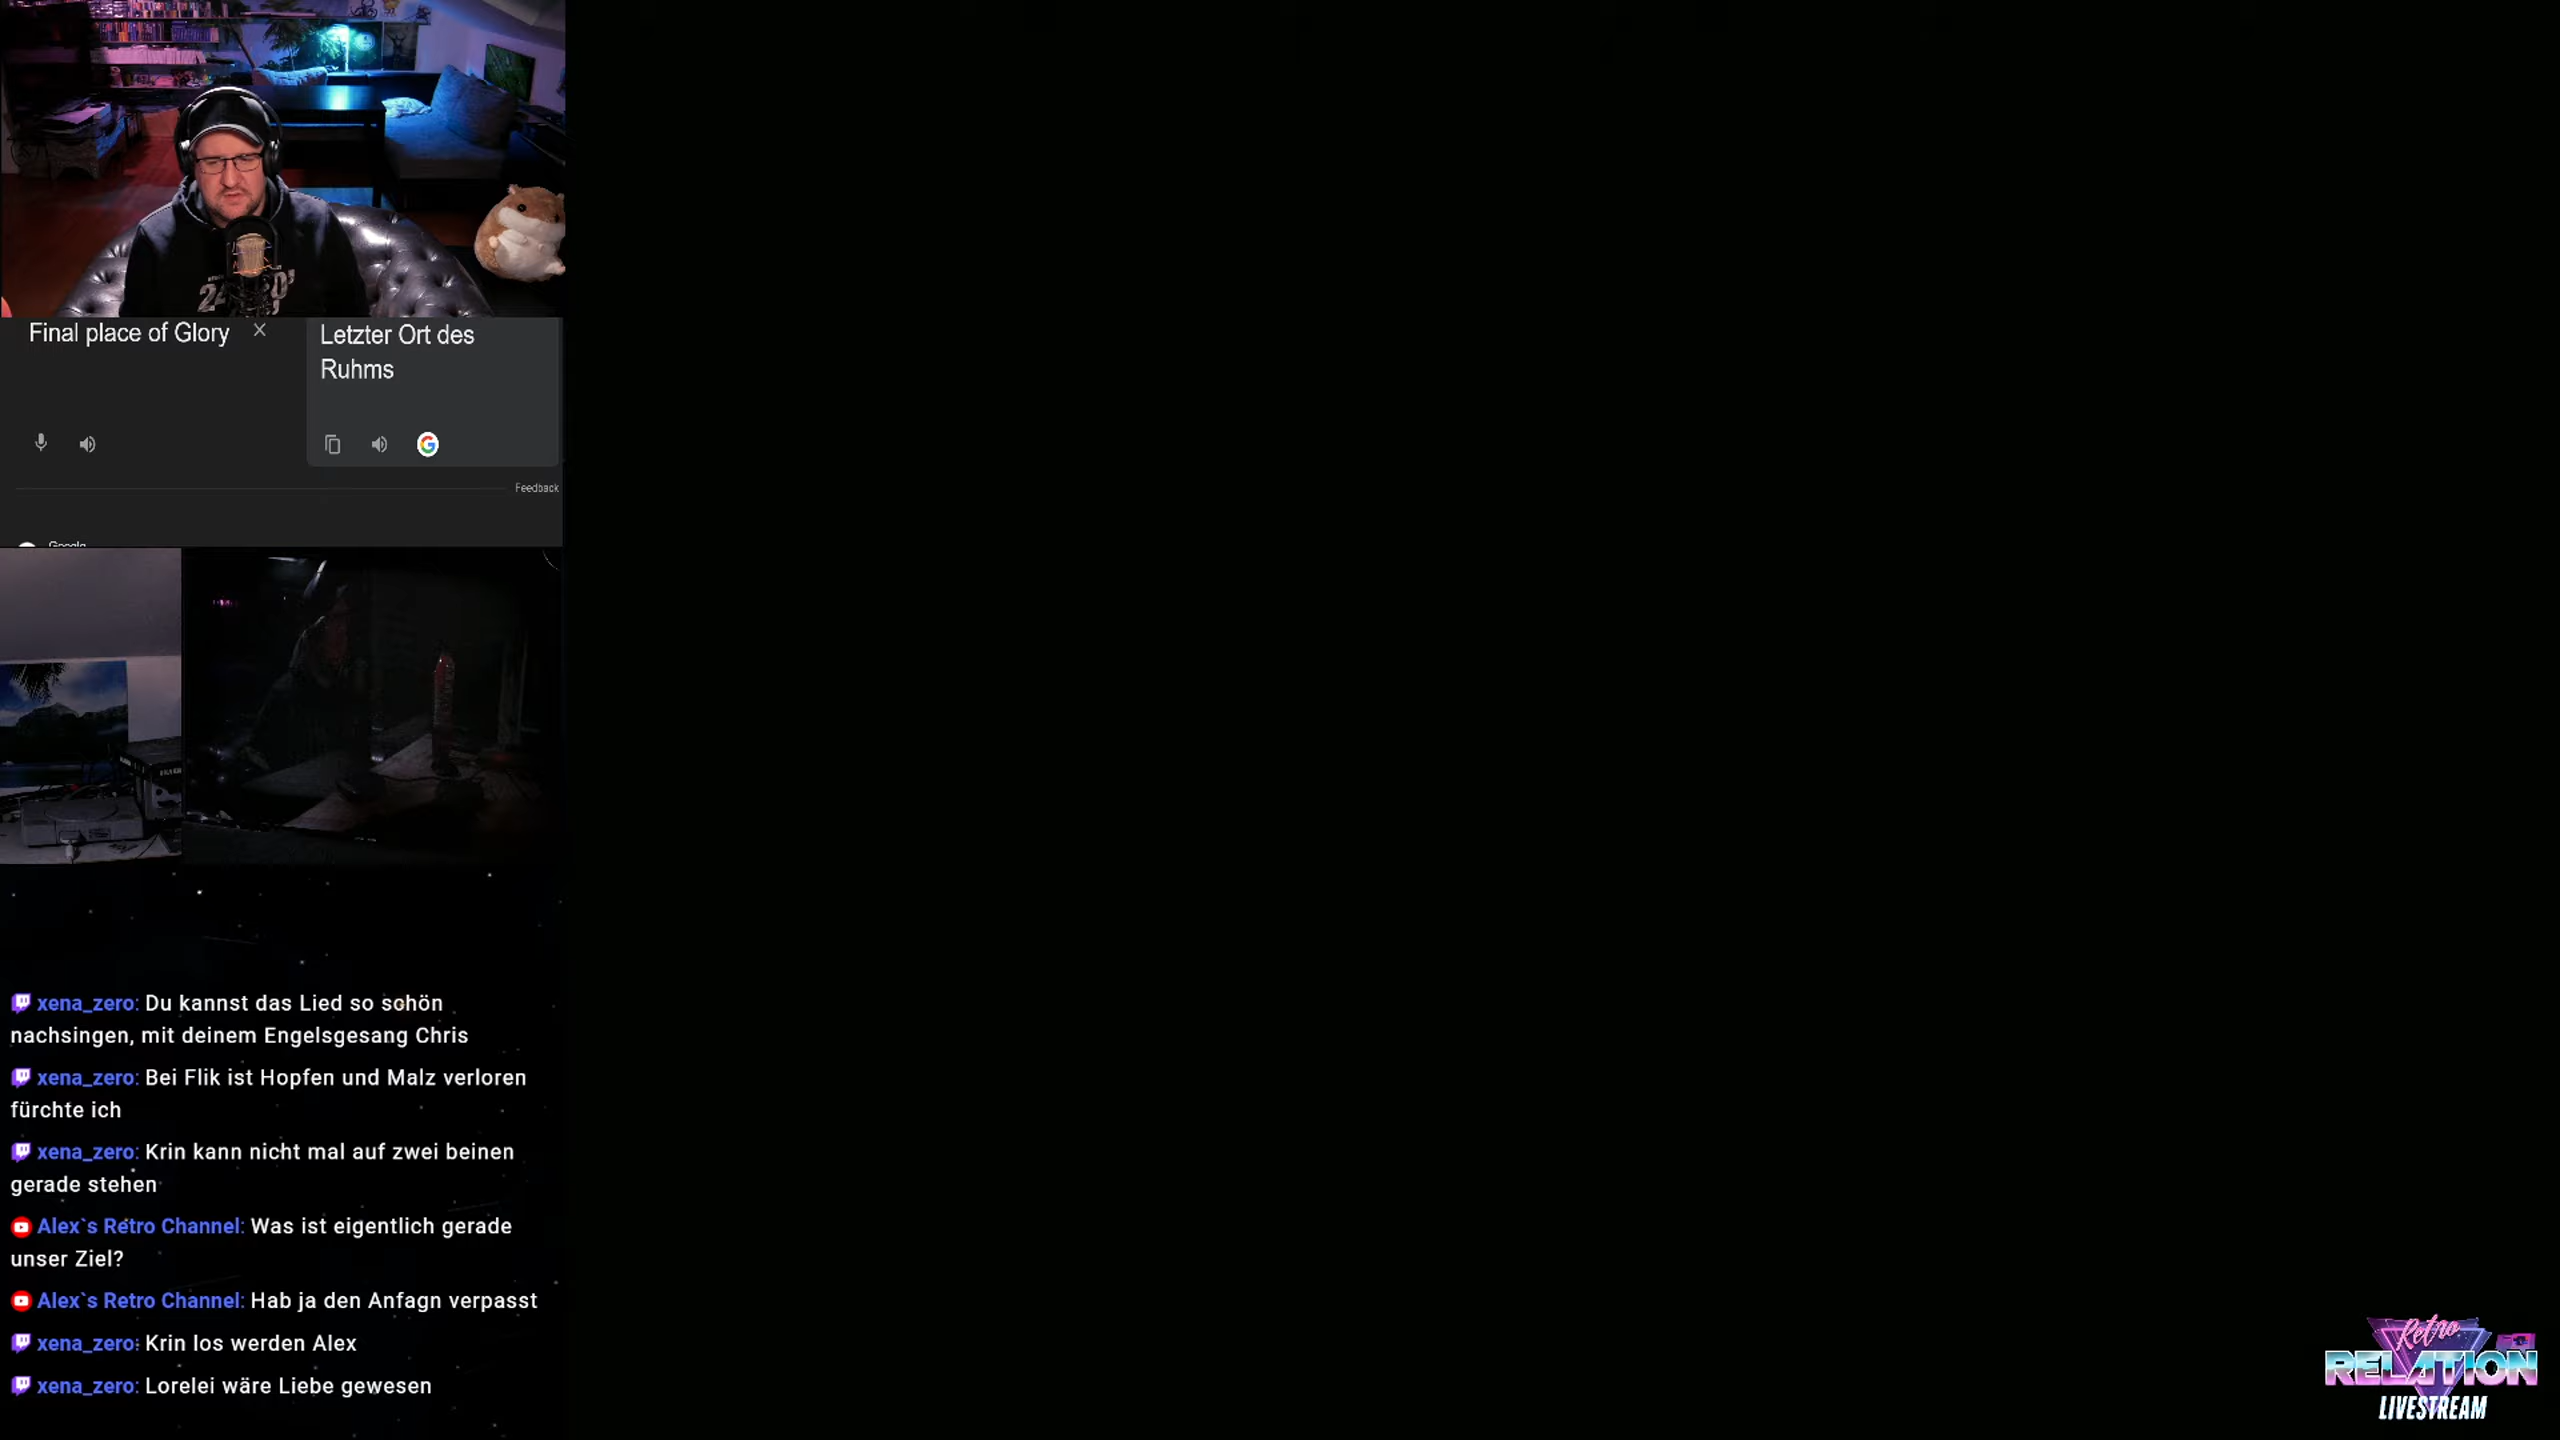 Final place of Glory
Letzter Ort des
Ruhms
Feedback
Google
xena_zero: Du kannst das Lied so schön
nachsingen, mit deinem Engelsgesang Chris
xena_zero: Bei Flik ist Hopfen und Malz verloren
fürchte ich
xena_zero: Krin kann nicht mal auf zwei beinen
gerade stehen
Alex`s Retro Channel: Was ist eigentlich gerade
unser Ziel?
Alex`s Retro Channel: Hab ja den Anfagn verpasst
xena_zero: Krin los werden Alex
xena_zero: Lorelei wäre Liebe gewesen
Retro
RELATION
LIVESTREAM